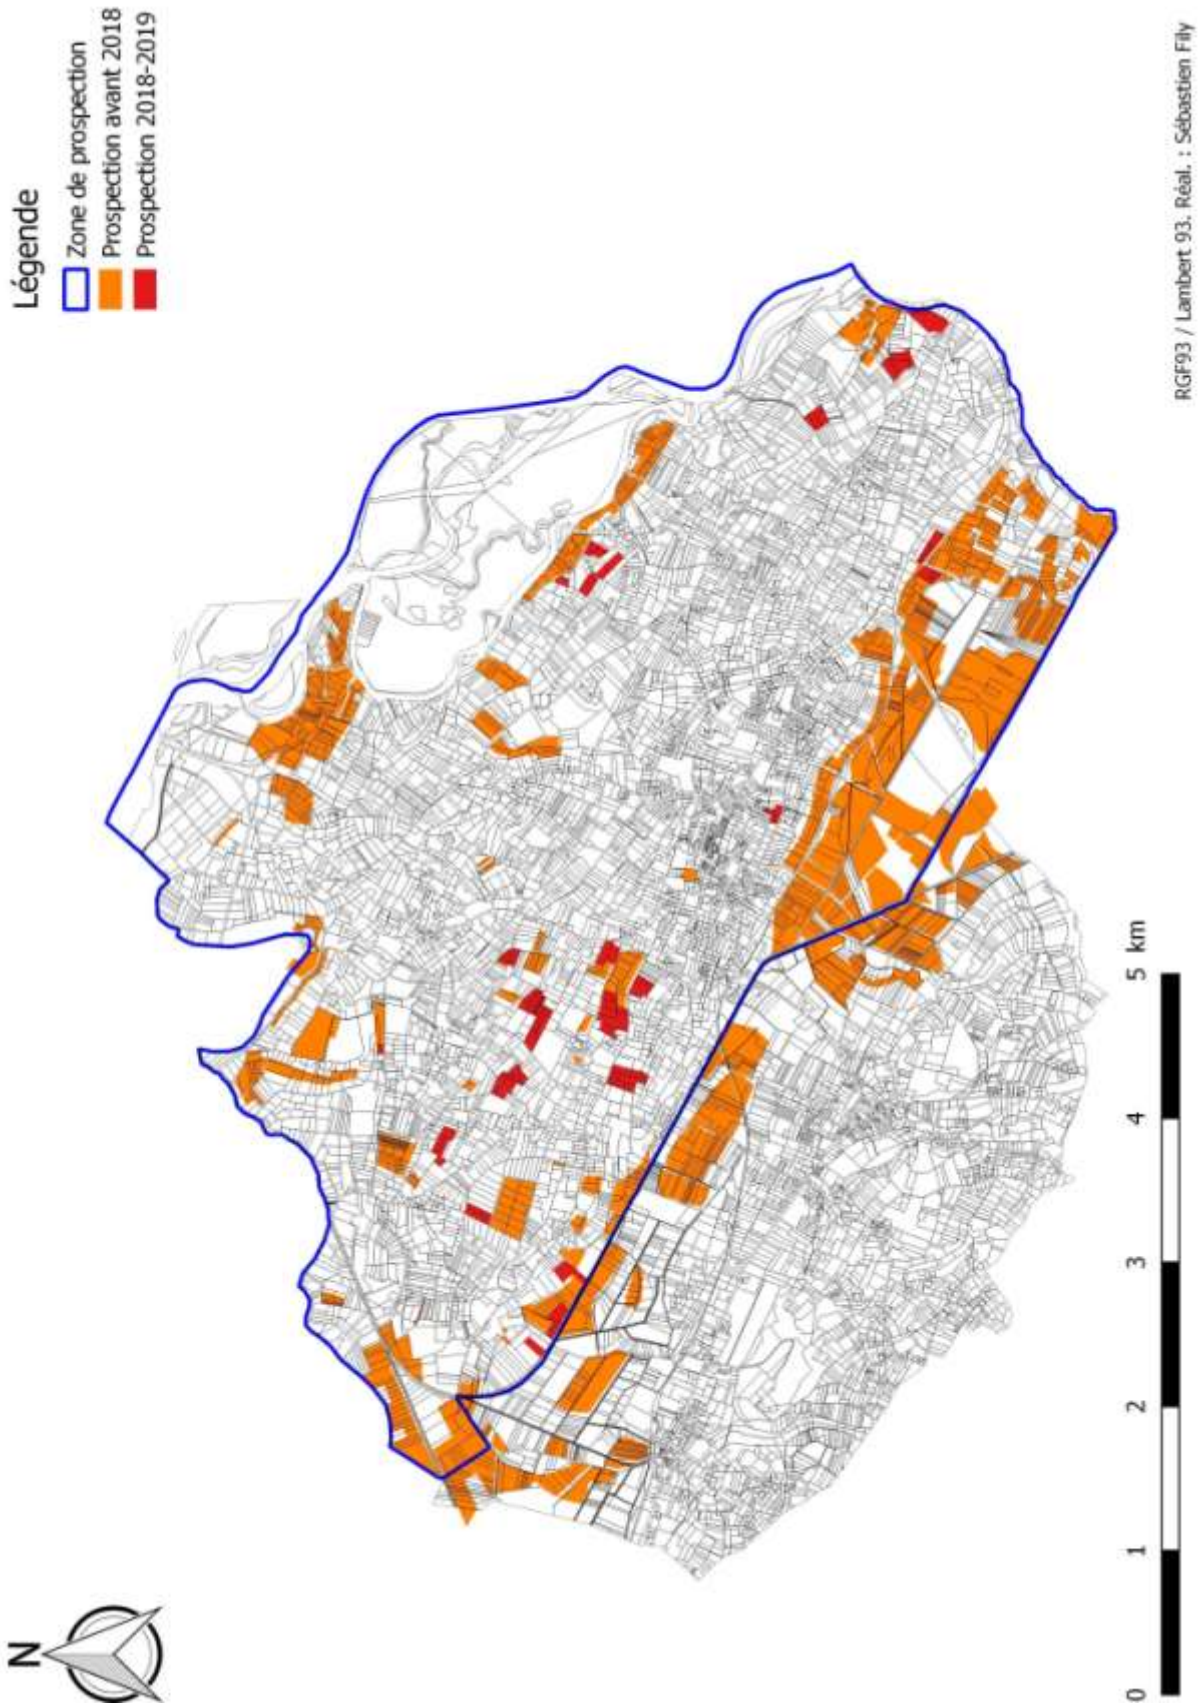 N
Légende
Zone de prospection
Prospection avant 2018
Prospection 2018-2019
0 1 2 3 4 5 km
RGF93 / Lambert 93. Réal. : Sébastien Fily